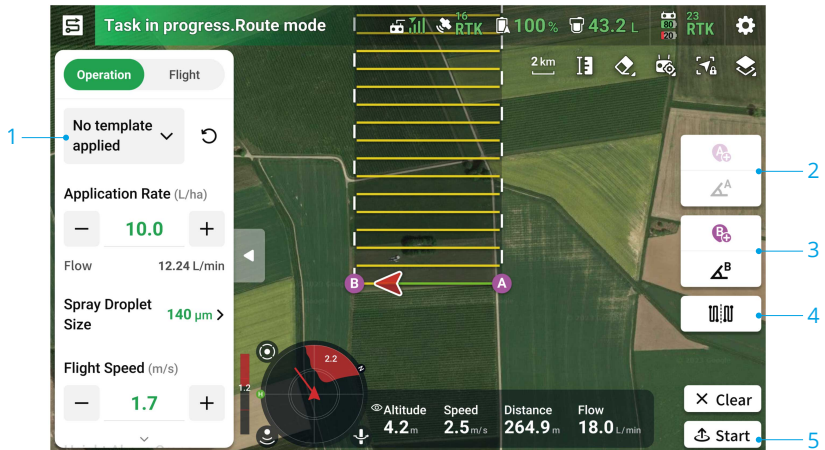 Task in progress.Route mode
16
RTK
100%
43.2 L
80
20
23
RTK
Operation
Flight
2 km
1
No template
applied
A
A
2
Application Rate (L/ha)
10.0
Flow
12.24 L/min
B
B
3
Spray Droplet
Size
140 μm
B
A
4
Flight Speed (m/s)
1.7
2.2
N
1.2
H
Altitude
4.2 m
Speed
2.5 m/s
Distance
264.9 m
Flow
18.0 L/min
Clear
Start
5